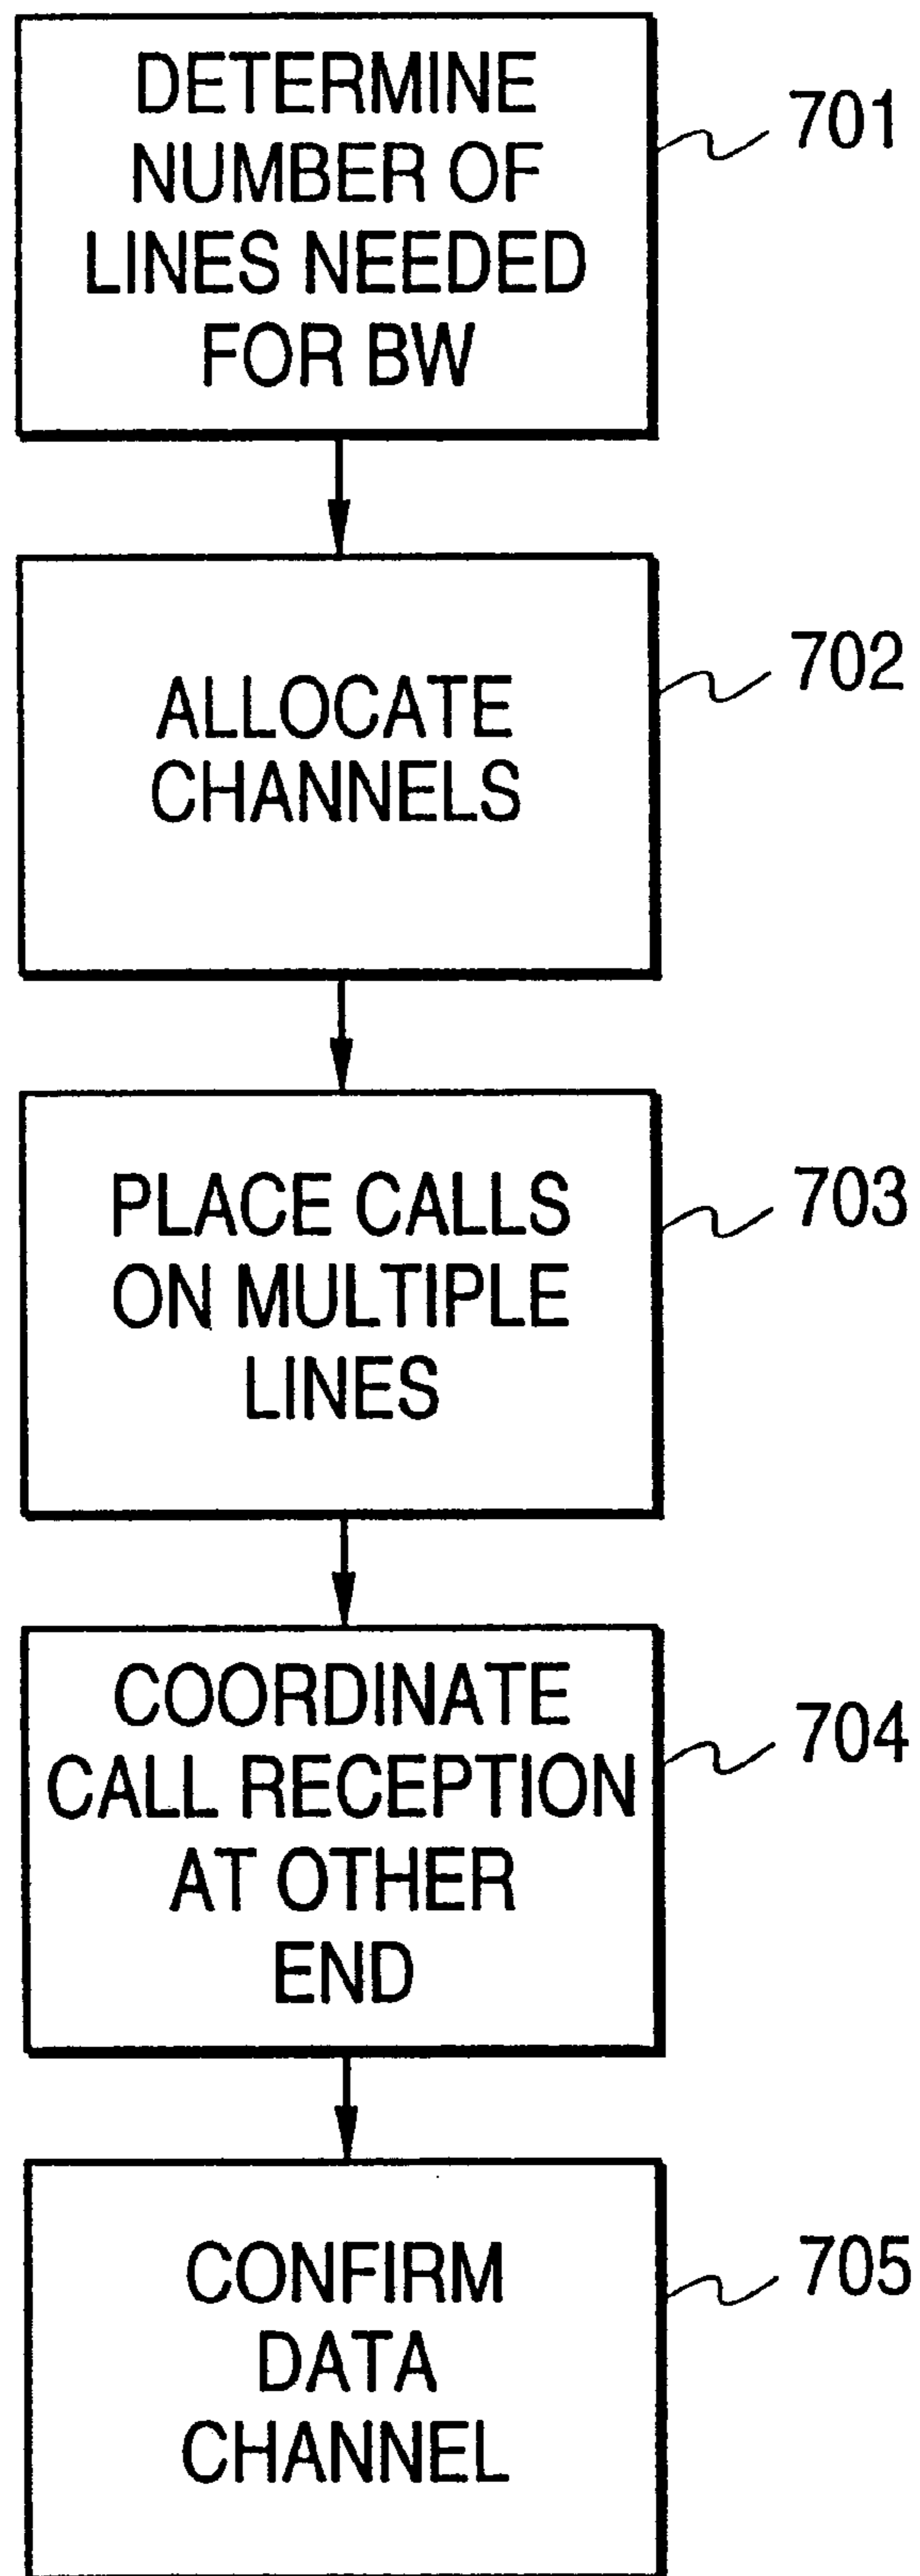 DETERMINE
NUMBER OF
LINES NEEDED
FOR BW
701
ALLOCATE
CHANNELS
702
PLACE CALLS
ON MULTIPLE
LINES
703
COORDINATE
CALL RECEPTION
AT OTHER
END
704
CONFIRM
DATA
CHANNEL
705